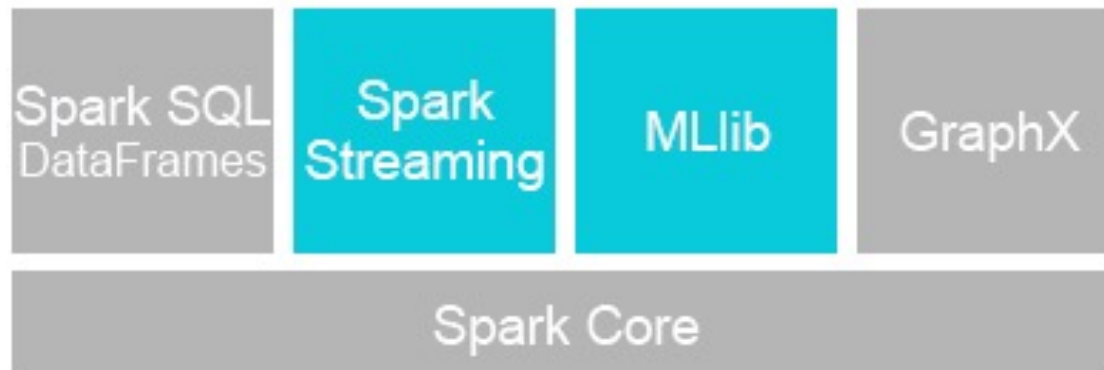 Spark SQL
DataFrames
Spark
Streaming
MLlib
GraphX
Spark Core